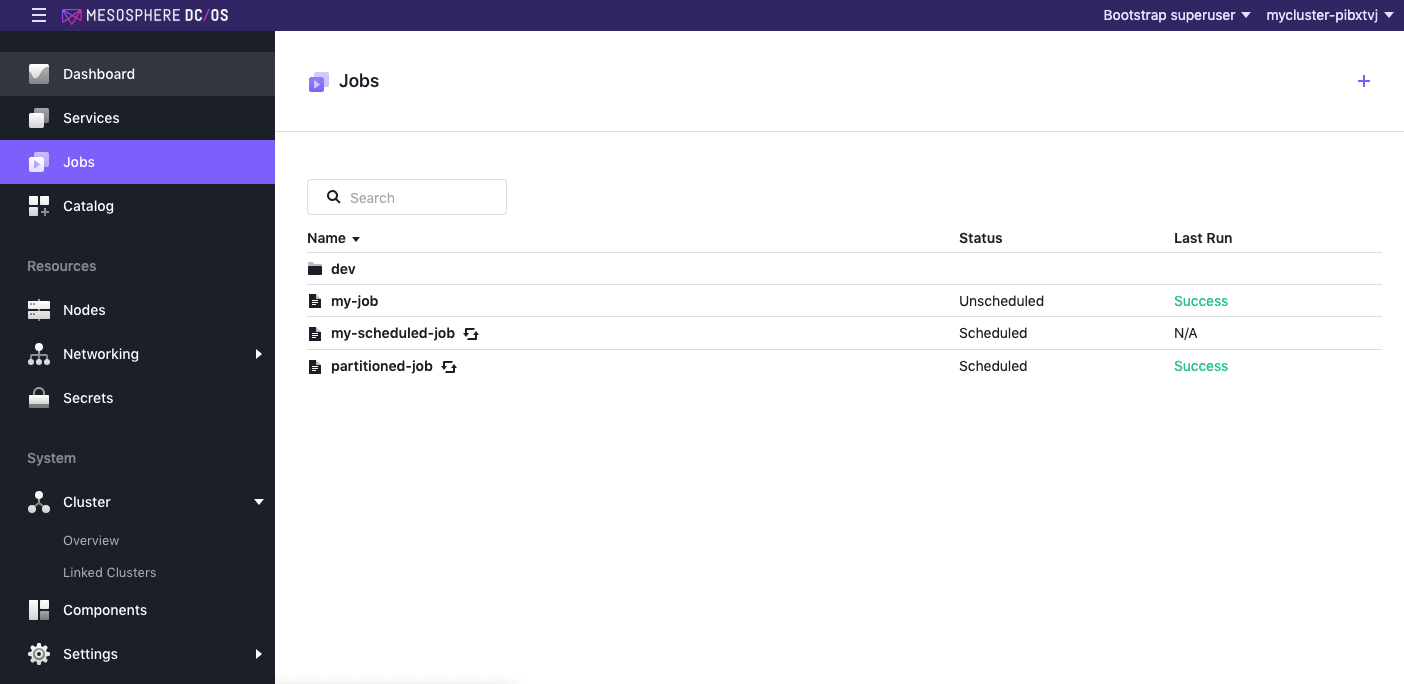 MESOSPHERE DC/OS
Bootstrap superuser
mycluster-pibxtvj
Dashboard
Services
Jobs
Catalog
Resources
Nodes
Networking
Secrets
System
Cluster
Overview
Linked Clusters
Components
Settings
Jobs
+
Search
Name Status Last Run
dev
my-job Unscheduled Success
my-scheduled-job Scheduled N/A
partitioned-job Scheduled Success